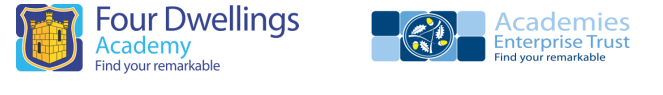 Four Dwellings
Academy
Find your remarkable
Academies
Enterprise Trust
Find your remarkable